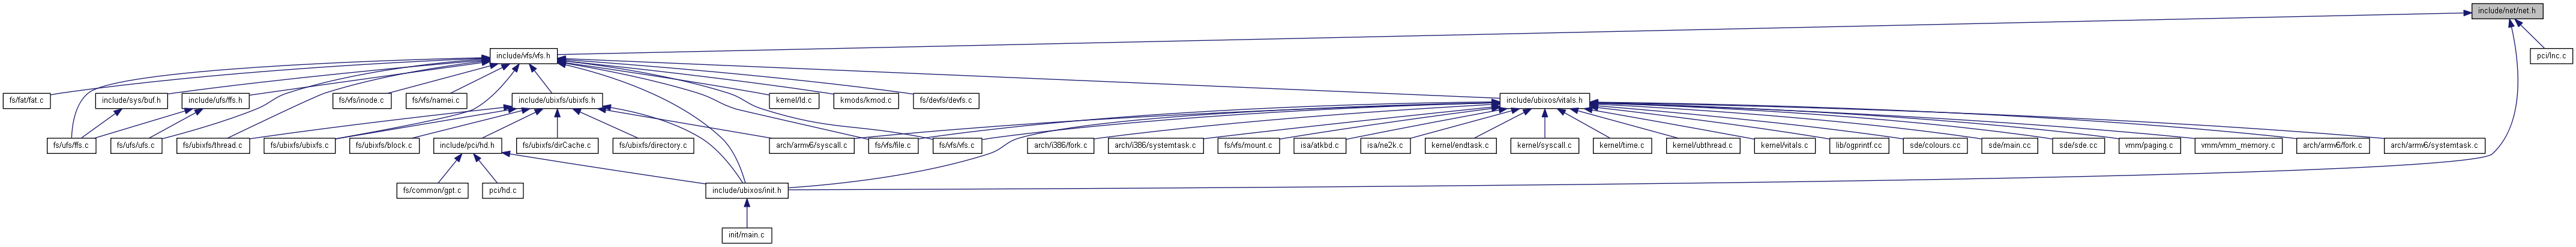 include/net/net.h
include/vfs/vfs.h
pci/lnc.c
fs/fat/fat.c
include/sys/buf.h
include/ufs/ffs.h
fs/vfs/inode.c
fs/vfs/namei.c
include/ubixfs/ubixfs.h
kernel/ld.c
kmods/kmod.c
fs/devfs/devfs.c
include/ubixos/vitals.h
fs/ufs/ffs.c
fs/ufs/ufs.c
fs/ubixfs/thread.c
fs/ubixfs/ubixfs.c
fs/ubixfs/block.c
include/pci/hd.h
fs/ubixfs/dirCache.c
fs/ubixfs/directory.c
arch/armv6/syscall.c
fs/vfs/file.c
fs/vfs/vfs.c
arch/i386/fork.c
arch/i386/systemtask.c
fs/vfs/mount.c
isa/atkbd.c
isa/ne2k.c
kernel/endtask.c
kernel/syscall.c
kernel/time.c
kernel/ubthread.c
kernel/vitals.c
lib/ogprintf.cc
sde/colours.cc
sde/main.cc
sde/sde.cc
vmm/paging.c
vmm/vmm_memory.c
arch/armv6/fork.c
arch/armv6/systemtask.c
fs/common/gpt.c
pci/hd.c
include/ubixos/init.h
init/main.c